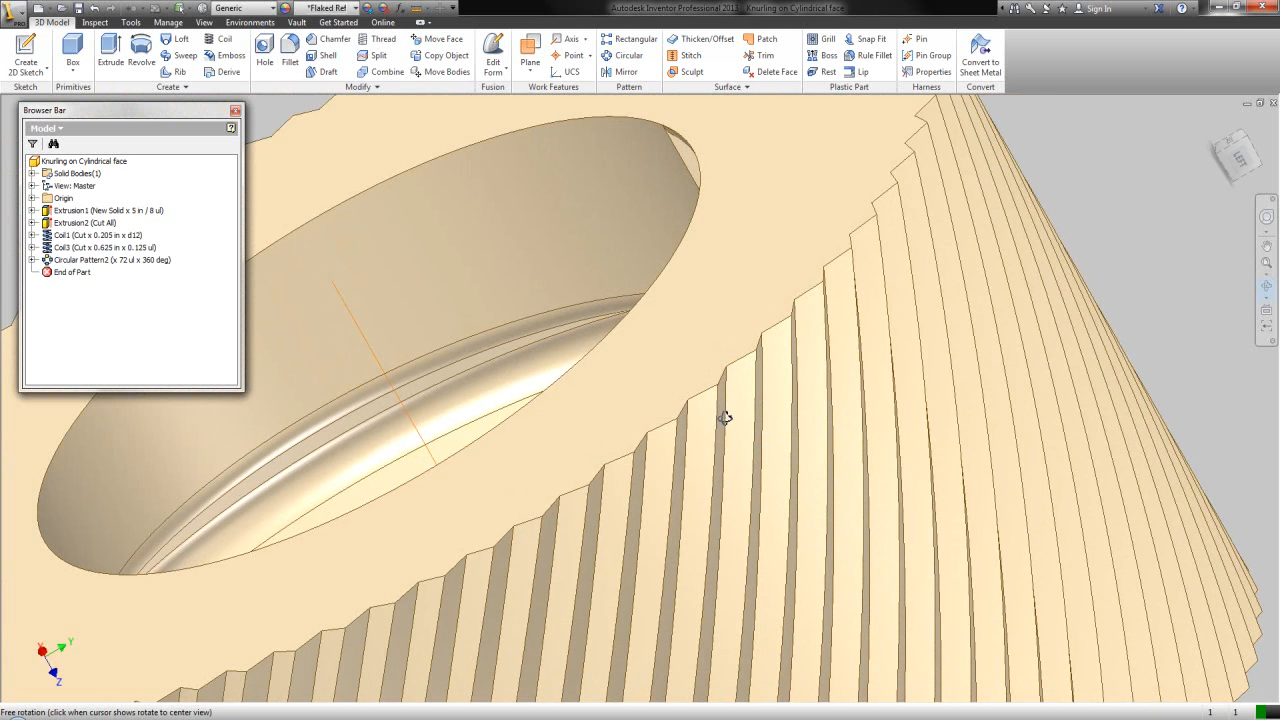 Generic
*Flaked Ref
Autodesk Inventor Professional 2013 Knurling on Cylindrical face
Sign In
PRO
3D Model Inspect Tools Manage View Environments Vault Get Started Online
Create 2D Sketch
Box
Extrude
Revolve
Loft
Sweep
Rib
Coil
Emboss
Derive
Hole
Fillet
Chamfer
Shell
Draft
Thread
Split
Combine
Move Face
Copy Object
Move Bodies
Edit Form
Plane
Axis
Point
UCS
Rectangular
Circular
Mirror
Thicken/Offset
Stitch
Sculpt
Patch
Trim
Delete Face
Grill
Boss
Rest
Snap Fit
Rule Fillet
Lip
Pin
Pin Group
Properties
Convert to Sheet Metal
Sketch Primitives Create Modify Fusion Work Features Pattern Surface Plastic Part Harness Convert
Browser Bar
Model
Knurling on Cylindrical face
Solid Bodies(1)
View: Master
Origin
Extrusion1 (New Solid x 5 in / 8 ul)
Extrusion2 (Cut All)
Coil1 (Cut x 0.205 in x d12)
Coil3 (Cut x 0.625 in x 0.125 ul)
Circular Pattern2 (x 72 ul x 360 deg)
End of Part
LEFT
X
Y
Z
Free rotation (click when cursor shows rotate to center view)
1 1